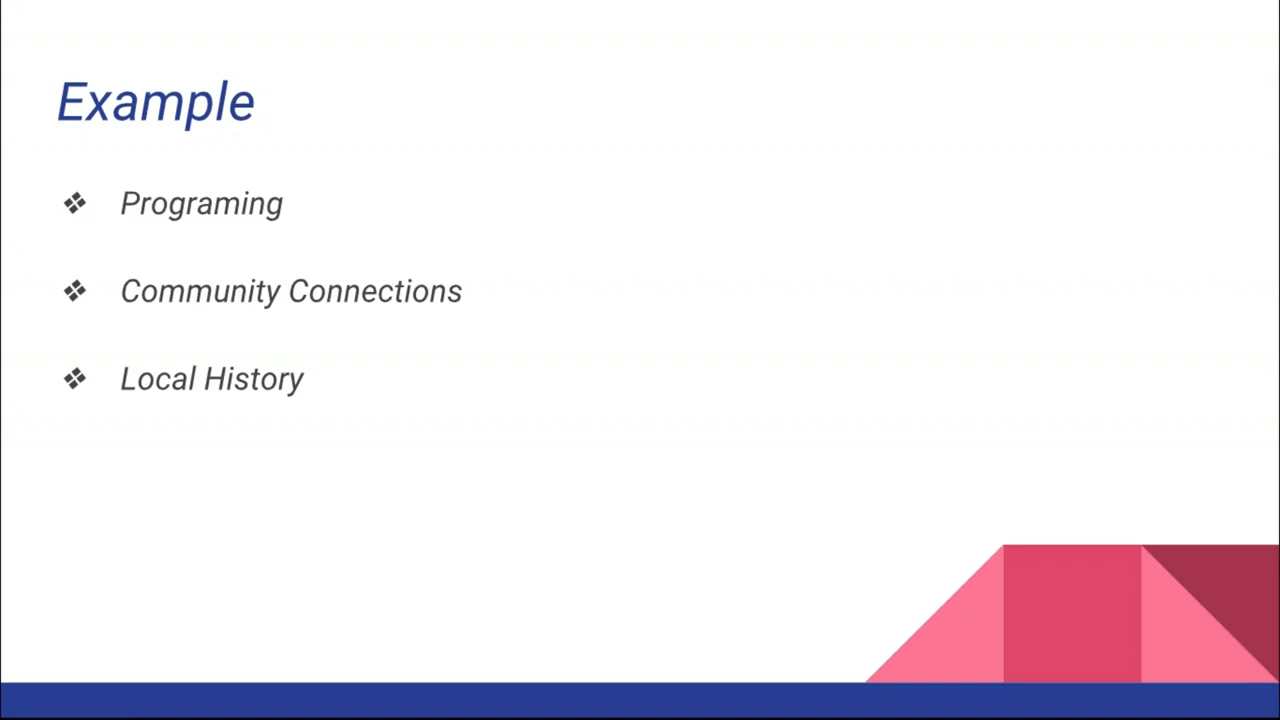 Example
❖ Programing
❖ Community Connections
❖ Local History